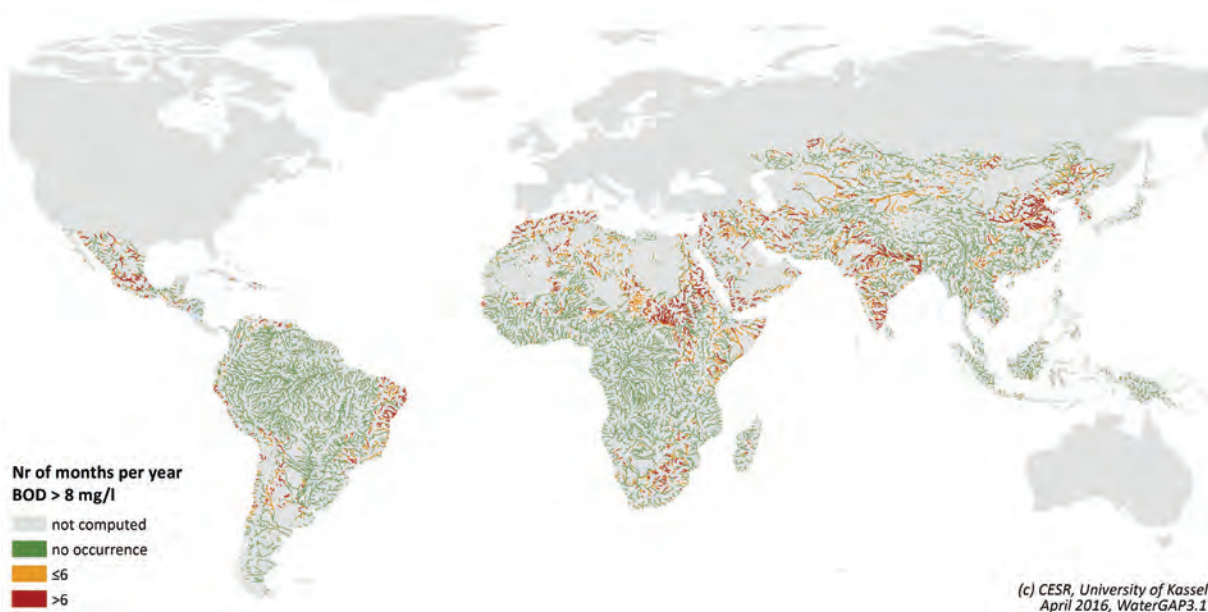 Nr of months per year
BOD > 8 mg/l
not computed
no occurrence
≤6
>6
(c) CESR, University of Kassel
April 2016, WaterGAP3.1